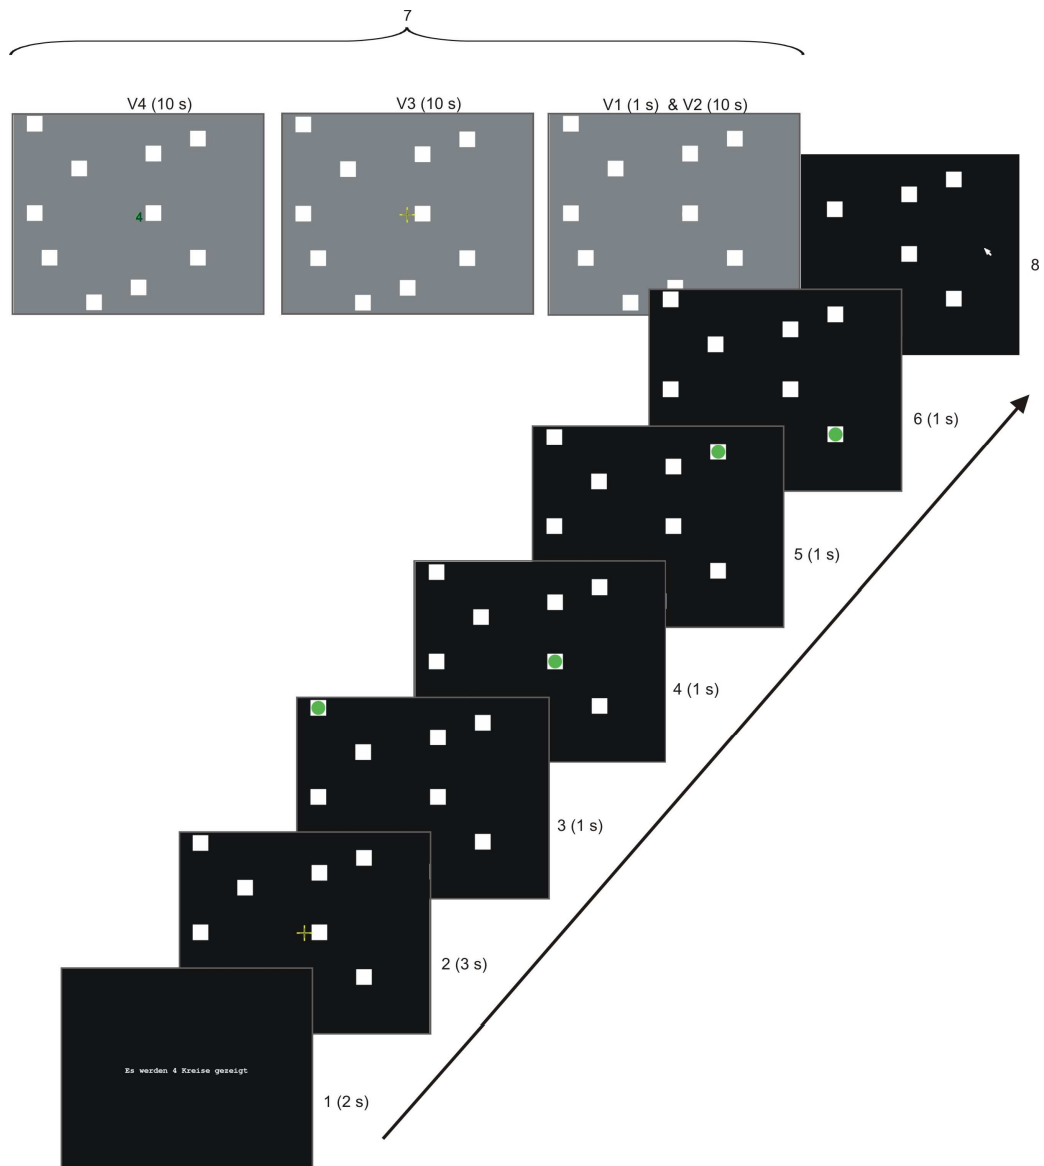 7
V4 (10 s)
V3 (10 s)
V1 (1 s) & V2 (10 s)
4
8
6 (1 s)
5 (1 s)
4 (1 s)
3 (1 s)
2 (3 s)
Es werden 4 Kreise gezeigt
1 (2 s)